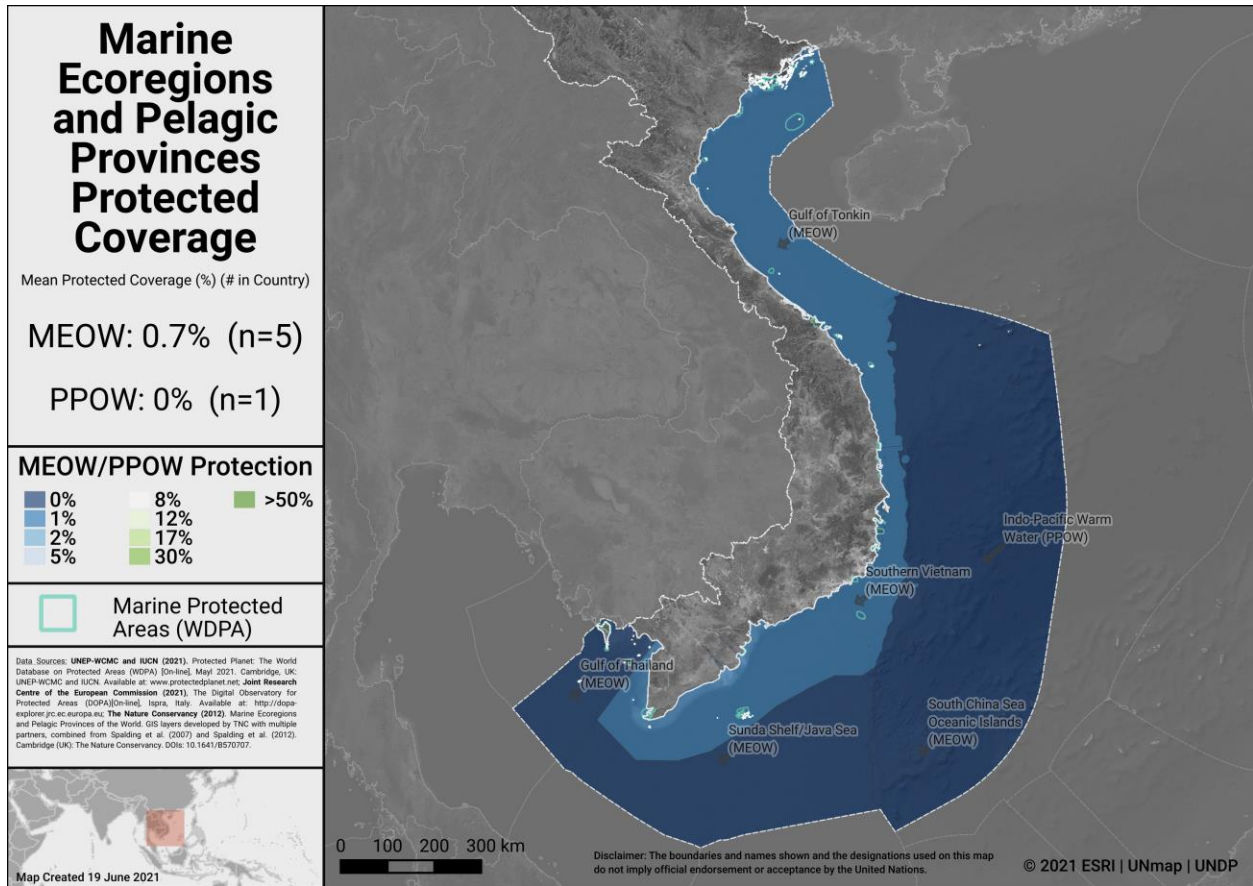 Marine
Ecoregions
and Pelagic
Provinces
Protected
Coverage
Mean Protected Coverage (%) (# in Country)
MEOW: 0.7% (n=5)
PPOW: 0% (n=1)
MEOW/PPOW Protection
0%
1%
2%
5%
8%
12%
17%
30%
>50%
Marine Protected
Areas (WDPA)
Data Sources: UNEP-WCMC and IUCN (2021). Protected Planet: The World
Database on Protected Areas (WDPA) [On-line], Mayl 2021. Cambridge, UK:
UNEP-WCMC and IUCN. Available at: www.protectedplanet.net; Joint Research
Centre of the European Commission (2021), The Digital Observatory for
Protected Areas (DOPA)[On-line], Ispra, Italy. Available at: http://dopa-
explorer.jrc.ec.europa.eu; The Nature Conservancy (2012). Marine Ecoregions
and Pelagic Provinces of the World. GIS layers developed by TNC with multiple
partners, combined from Spalding et al. (2007) and Spalding et al. (2012).
Cambridge (UK): The Nature Conservancy. DOIs: 10.1641/B570707.
Map Created 19 June 2021
Gulf of Tonkin
(MEOW)
Indo-Pacific Warm
Water (PPOW)
Southern Vietnam
(MEOW)
Gulf of Thailand
(MEOW)
Sunda Shelf/Java Sea
(MEOW)
South China Sea
Oceanic Islands
(MEOW)
0 100 200 300 km
Disclaimer: The boundaries and names shown and the designations used on this map
do not imply official endorsement or acceptance by the United Nations.
© 2021 ESRI | UNmap | UNDP